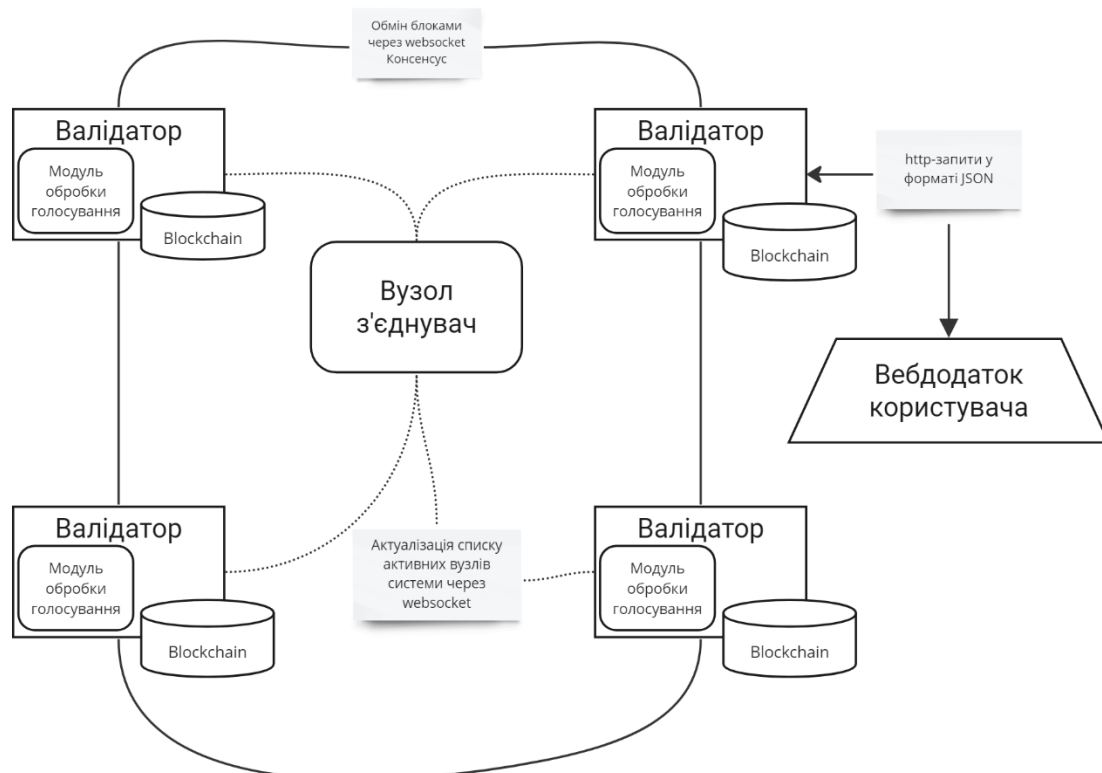 Обмін блоками
через websocket
Консенсус
Валідатор
Модуль
обробки
голосування
Blockchain
Валідатор
Модуль
обробки
голосування
Blockchain
http-запити у
форматі JSON
Вузол
з'єднувач
Вебдодаток
користувача
Валідатор
Модуль
обробки
голосування
Blockchain
Актуалізація списку
активних вузлів
системи через
websocket
Валідатор
Модуль
обробки
голосування
Blockchain